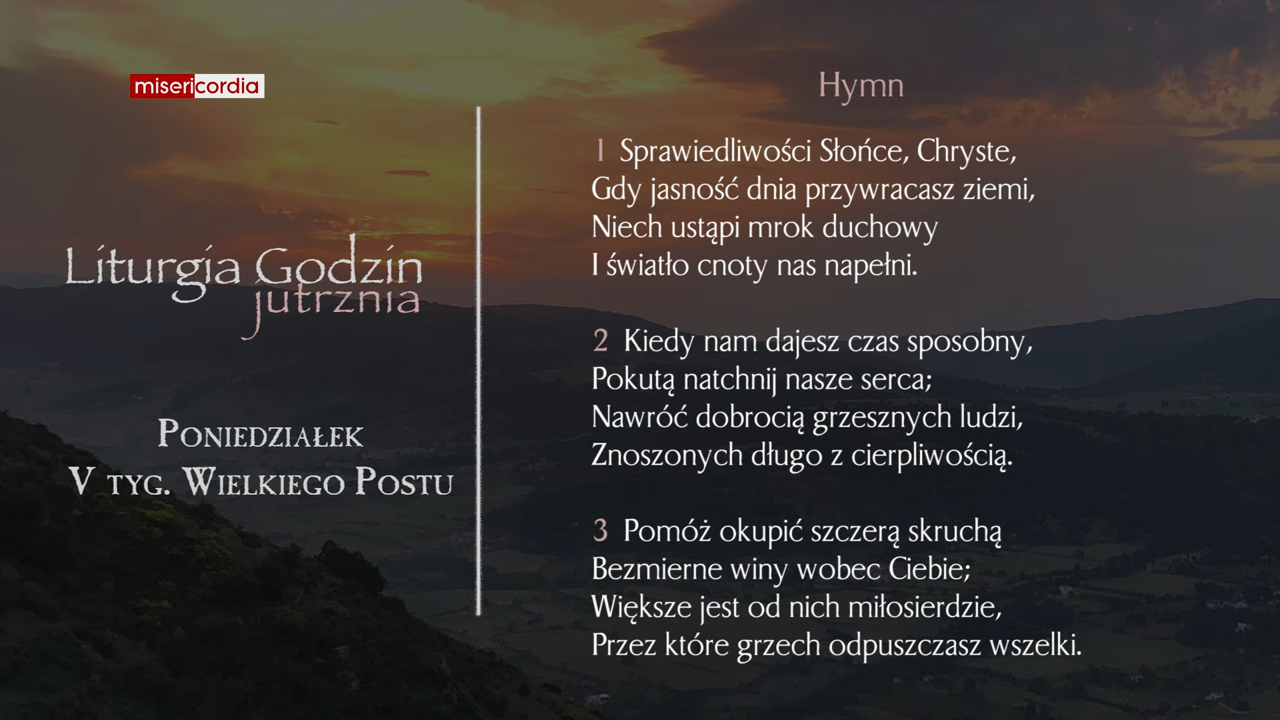 misericordia
Liturgia Godzin
jutrznia
Poniedziałek
V tyg. Wielkiego Postu
Hymn
1 Sprawiedliwości Słońce, Chryste,
Gdy jasność dnia przywracasz ziemi,
Niech ustąpi mrok duchowy
I światło cnoty nas napełni.
2 Kiedy nam dajesz czas sposobny,
Pokutą natchnij nasze serca;
Nawróć dobrocią grzesznych ludzi,
Znoszonych długo z cierpliwością.
3 Pomóż okupić szczerą skruchą
Bezmierne winy wobec Ciebie;
Większe jest od nich miłosierdzie,
Przez które grzech odpuszczasz wszelki.